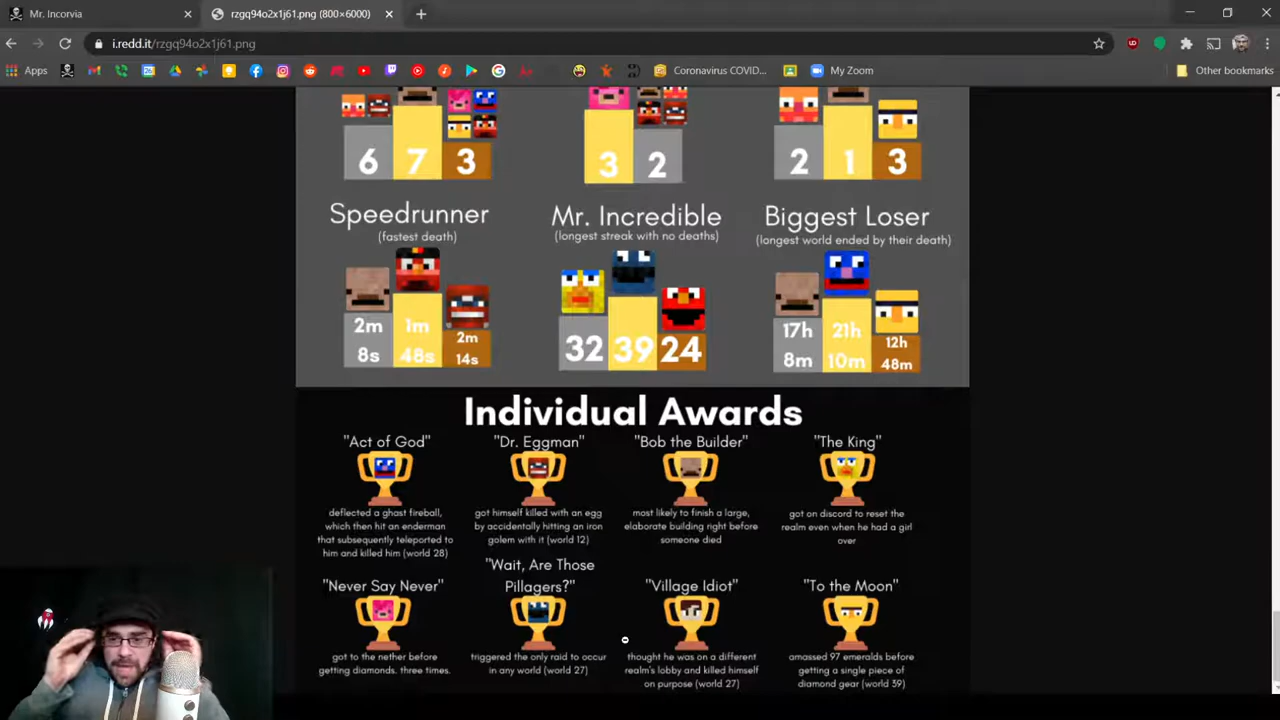 Mr. Incorvia
rzgq94o2x1j61.png (800×6000)
i.redd.it/rzgq94o2x1j61.png
Apps
Coronavirus COVID...
My Zoom
Other bookmarks
6 7 3
3 2
2 1 3
Speedrunner
(fastest death)
2m 8s
1m 48s
2m 14s
Mr. Incredible
(longest streak with no deaths)
32 39 24
Biggest Loser
(longest world ended by their death)
17h 8m
21h 10m
12h 48m
Individual Awards
"Act of God"
deflected a ghast fireball,
which then hit an enderman
that subsequently teleported to
him and killed him (world 28)
"Dr. Eggman"
got himself killed with an egg
by accidentally hitting an iron
golem with it (world 12)
"Bob the Builder"
most likely to finish a large,
elaborate building right before
someone died
"The King"
got on discord to reset the
realm even when he had a girl
over
"Never Say Never"
got to the nether before
getting diamonds. three times.
"Wait, Are Those
Pillagers?"
triggered the only raid to occur
in any world (world 27)
"Village Idiot"
thought he was on a different
realm's lobby and killed himself
on purpose (world 27)
"To the Moon"
amassed 97 emeralds before
getting a single piece of
diamond gear (world 39)